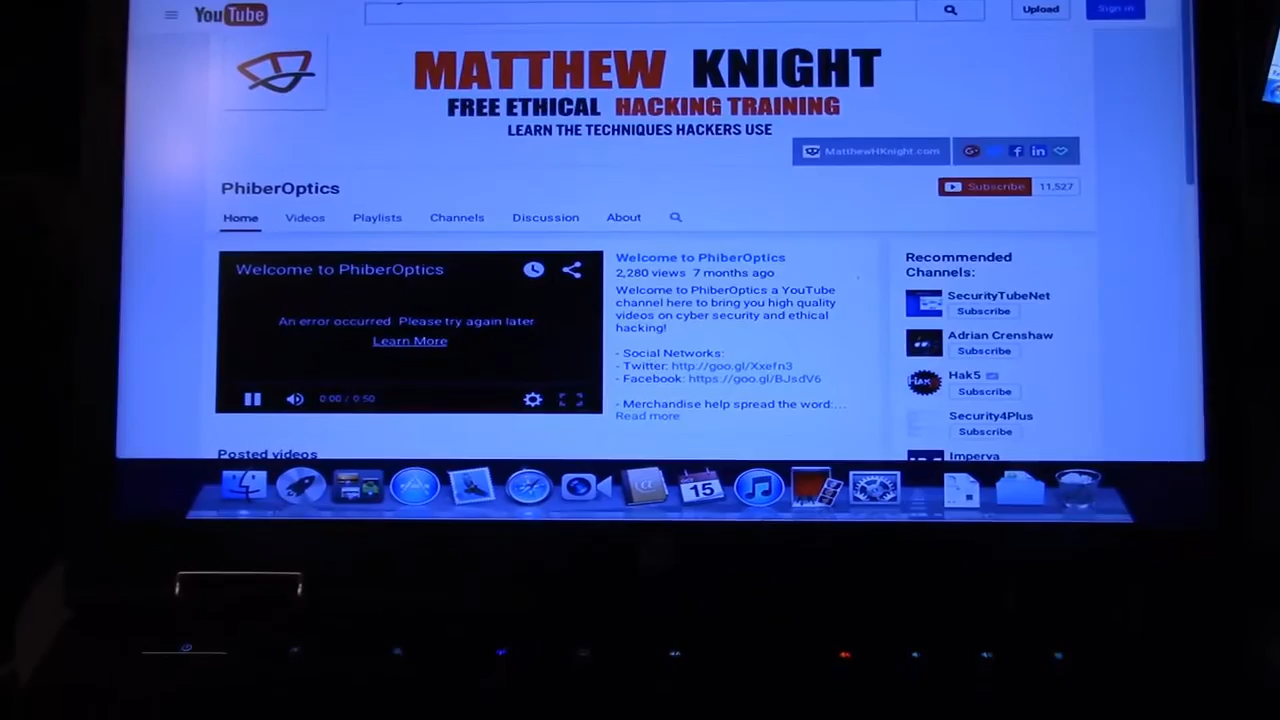 YouTube
Upload
Sign in
MATTHEW KNIGHT
FREE ETHICAL HACKING TRAINING
LEARN THE TECHNIQUES HACKERS USE
MatthewHKnight.com
PhiberOptics
Subscribe 11,527
Home Videos Playlists Channels Discussion About
Welcome to PhiberOptics
An error occurred. Please try again later
Learn More
0:00 / 0:50
Welcome to PhiberOptics
2,280 views 7 months ago
Welcome to PhiberOptics a YouTube
channel here to bring you high quality
videos on cyber security and ethical
hacking!
- Social Networks:
- Twitter: http://goo.gl/Xxefn3
- Facebook: https://goo.gl/BJsdV6
- Merchandise help spread the word:...
Read more
Recommended
Channels:
SecurityTubeNet
Subscribe
Adrian Crenshaw
Subscribe
Hak5
Subscribe
Security4Plus
Subscribe
Imperva
Posted videos
OCT
15